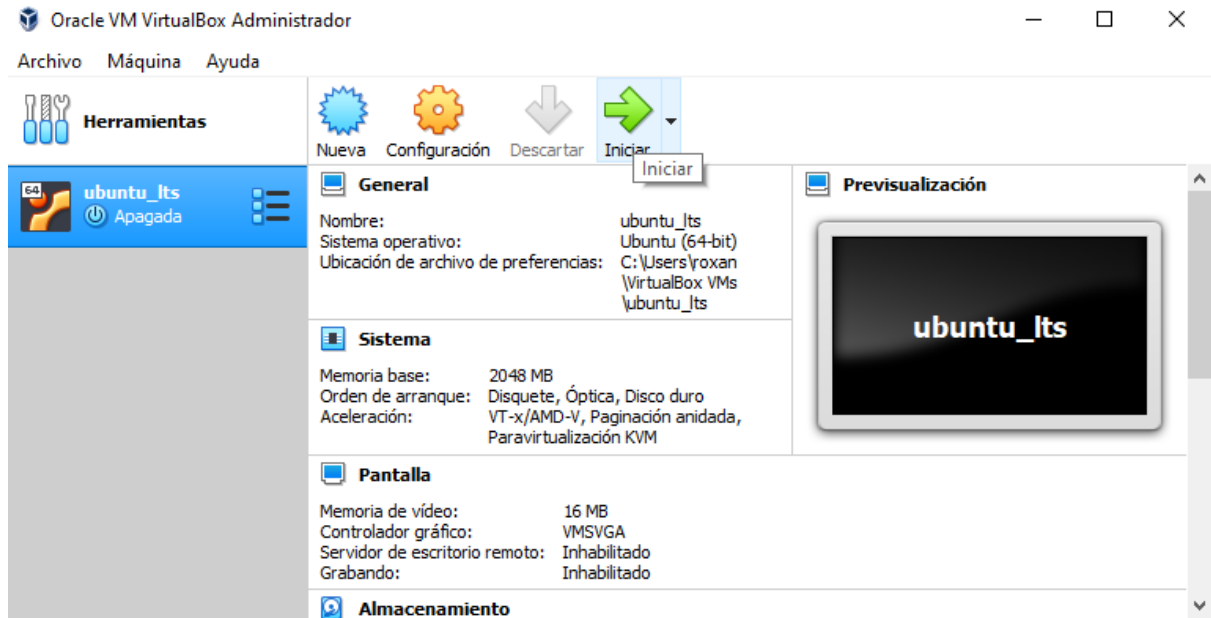 Oracle VM VirtualBox Administrador
Archivo Máquina Ayuda
Herramientas
Nueva Configuración Descartar Iniciar
Iniciar
64
ubuntu_lts
Apagada
General
Nombre: ubuntu_lts
Sistema operativo: Ubuntu (64-bit)
Ubicación de archivo de preferencias: C:\Users\roxan
\VirtualBox VMs
\ubuntu_lts
Previsualización
ubuntu_lts
Sistema
Memoria base: 2048 MB
Orden de arranque: Disquete, Óptica, Disco duro
Aceleración: VT-x/AMD-V, Paginación anidada,
Paravirtualización KVM
Pantalla
Memoria de vídeo: 16 MB
Controlador gráfico: VMSVGA
Servidor de escritorio remoto: Inhabilitado
Grabando: Inhabilitado
Almacenamiento